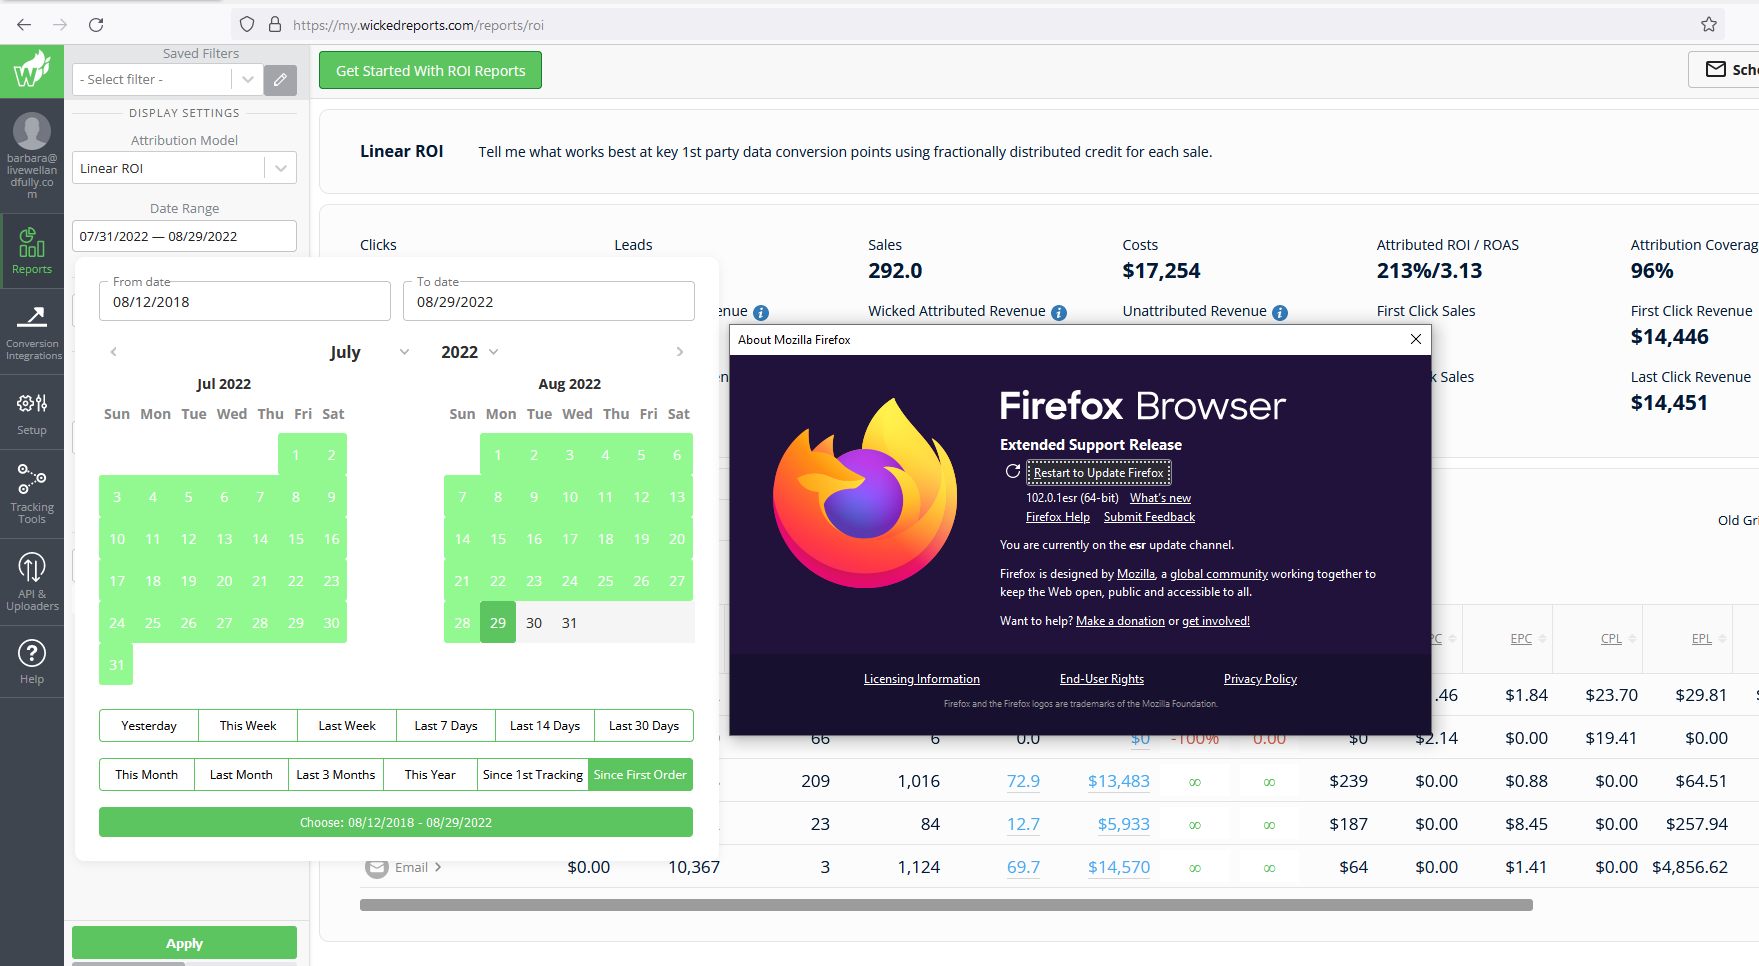 https://my.wickedreports.com/reports/roi
Saved Filters
- Select filter -
DISPLAY SETTINGS
Attribution Model
Linear ROI
Date Range
07/31/2022 — 08/29/2022
barbara@
livewellan
dfully.co
m
Reports
Conversion
Integrations
Setup
Tracking
Tools
API &
Uploaders
Help
Get Started With ROI Reports
Linear ROI Tell me what works best at key 1st party data conversion points using fractionally distributed credit for each sale.
Clicks Leads Sales Costs Attributed ROI / ROAS
292.0 $17,254 213%/3.13 96%
Wicked Attributed Revenue Unattributed Revenue First Click Sales First Click Revenue
$14,446
Sales Last Click Revenue
$14,451
From date To date
08/12/2018 08/29/2022
July 2022
Jul 2022 Aug 2022
Sun Mon Tue Wed Thu Fri Sat Sun Mon Tue Wed Thu Fri Sat
1 2 1 2 3 4 5 6
3 4 5 6 7 8 9 7 8 9 10 11 12 13
10 11 12 13 14 15 16 14 15 16 17 18 19 20
17 18 19 20 21 22 23 21 22 23 24 25 26 27
24 25 26 27 28 29 30 28 29 30 31
31
Yesterday This Week Last Week Last 7 Days Last 14 Days Last 30 Days
This Month Last Month Last 3 Months This Year Since 1st Tracking Since First Order
Choose: 08/12/2018 - 08/29/2022
Apply
About Mozilla Firefox
Firefox Browser
Extended Support Release
Restart to Update Firefox
102.0.1esr (64-bit) What's new
Firefox Help Submit Feedback
You are currently on the esr update channel.
Firefox is designed by Mozilla, a global community working together to
keep the Web open, public and accessible to all.
Want to help? Make a donation or get involved!
Licensing Information End-User Rights Privacy Policy
Firefox and the Firefox logos are trademarks of the Mozilla Foundation.
EPC CPL EPL
.46 $1.84 $23.70 $29.81
66 6 0.0 $0 -100% 0.00 $0 $2.14 $0.00 $19.41 $0.00
209 1,016 72.9 $13,483 ∞ ∞ $239 $0.00 $0.88 $0.00 $64.51
23 84 12.7 $5,933 ∞ ∞ $187 $0.00 $8.45 $0.00 $257.94
Email $0.00 10,367 3 1,124 69.7 $14,570 ∞ ∞ $64 $0.00 $1.41 $0.00 $4,856.62